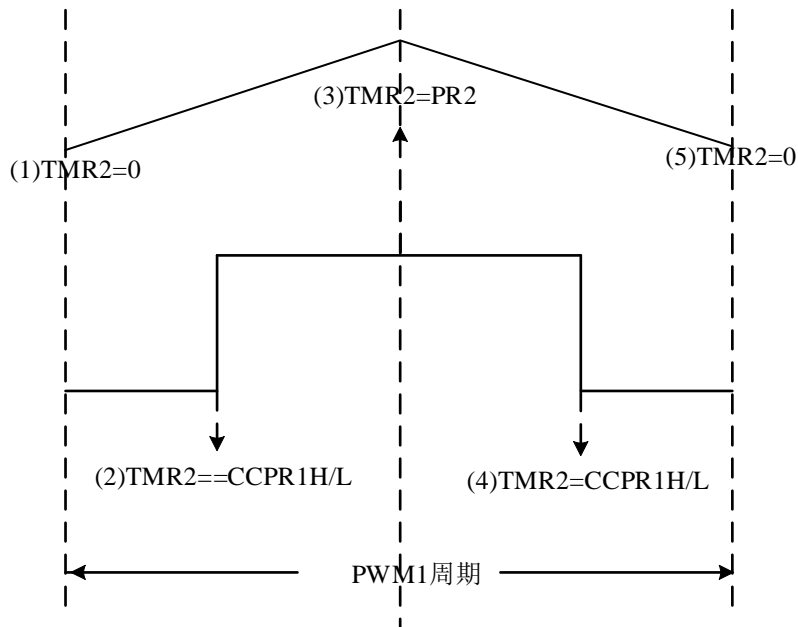 (3)TMR2=PR2
(1)TMR2=0
(5)TMR2=0
(2)TMR2==CCPR1H/L
(4)TMR2=CCPR1H/L
PWM1周期